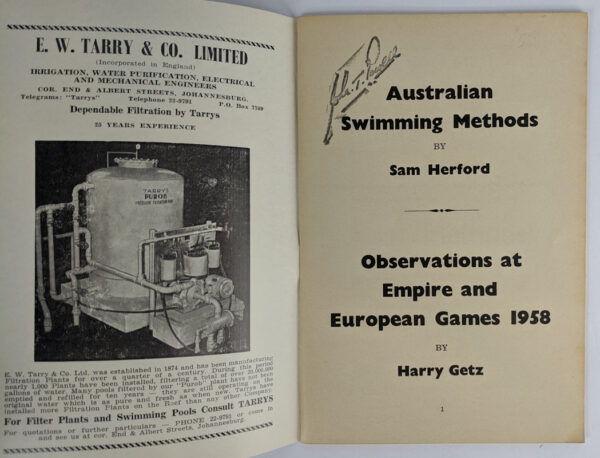 E. W. TARRY & CO. LIMITED
(Incorporated in England)
IRRIGATION, WATER PURIFICATION, ELECTRICAL
AND MECHANICAL ENGINEERS
COR. END & ALBERT STREETS, JOHANNESBURG.
Telegrams: "Tarrys" Telephone 22-9791 P.O. Box 7769
Dependable Filtration by Tarrys
25 YEARS EXPERIENCE
TARRYS
PUROH
E. W. Tarry & Co. Ltd. was established in 1874 and has been manufacturing
Filtration Plants for over a quarter of a century. During this period
nearly 1,000 Plants have been installed, filtering a total of over
gallons of water. Many pools filtered by our "Puroh" plant have not been
emptied and refilled for ten years — they are still operating on the
original water which is as pure and fresh as when new. Tarrys have
installed more Filtration Plants on the Reef than any other Company.
For Filter Plants and Swimming Pools Consult TARRYS
For quotations or further particulars — PHONE 22-9791 or come in
and see us at cor. End & Albert Streets, Johannesburg.
Australian
Swimming Methods
BY
Sam Herford
Observations at
Empire and
European Games 1958
BY
Harry Getz
1